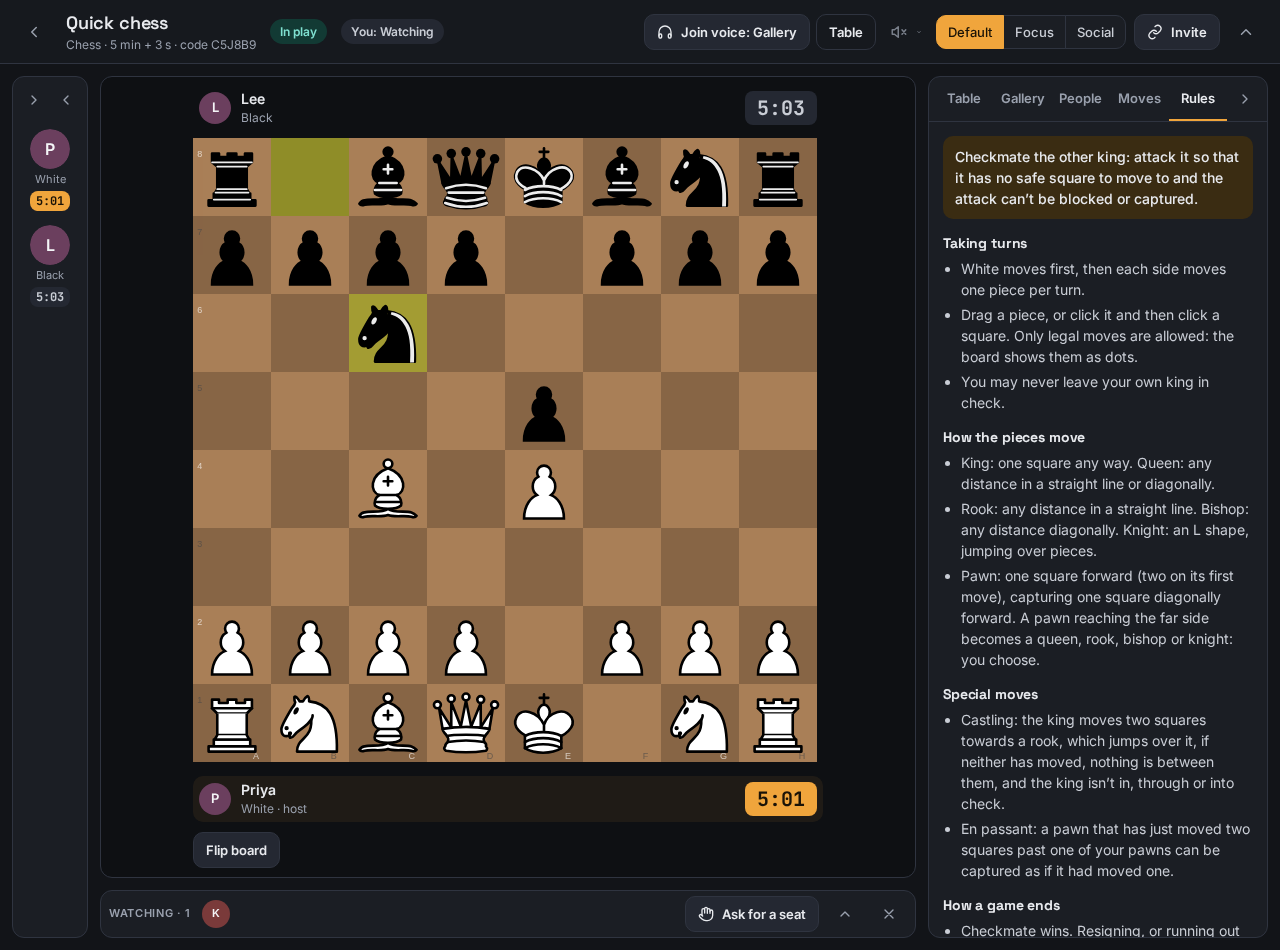 Quick chess
Chess · 5 min + 3 s · code C5J8B9
In play
You: Watching
Join voice: Gallery
Table
Default
Focus
Social
Invite
P
White
5:01
L
Black
5:03
L
Lee
Black
5:03
8
7
6
5
4
3
2
1
A
B
C
D
E
F
G
H
P
Priya
White · host
5:01
Flip board
WATCHING · 1
K
Ask for a seat
Table
Gallery
People
Moves
Rules
Checkmate the other king: attack it so that
it has no safe square to move to and the
attack can’t be blocked or captured.
Taking turns
• White moves first, then each side moves
one piece per turn.
• Drag a piece, or click it and then click a
square. Only legal moves are allowed: the
board shows them as dots.
• You may never leave your own king in
check.
How the pieces move
• King: one square any way. Queen: any
distance in a straight line or diagonally.
• Rook: any distance in a straight line. Bishop:
any distance diagonally. Knight: an L shape,
jumping over pieces.
• Pawn: one square forward (two on its first
move), capturing one square diagonally
forward. A pawn reaching the far side
becomes a queen, rook, bishop or knight:
you choose.
Special moves
• Castling: the king moves two squares
towards a rook, which jumps over it, if
neither has moved, nothing is between
them, and the king isn’t in, through or into
check.
• En passant: a pawn that has just moved two
squares past one of your pawns can be
captured as if it had moved one.
How a game ends
• Checkmate wins. Resigning, or running out